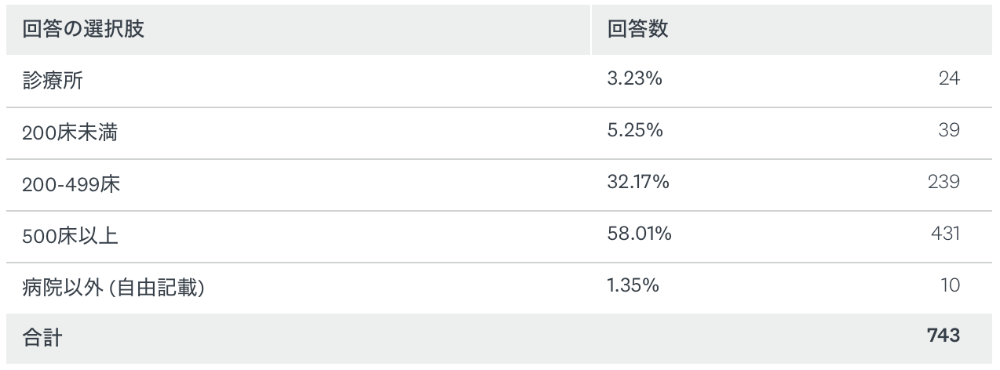 回答の選択肢 回答数
診療所 3.23% 24
200床未満 5.25% 39
200-499床 32.17% 239
500床以上 58.01% 431
病院以外 (自由記載) 1.35% 10
合計 743